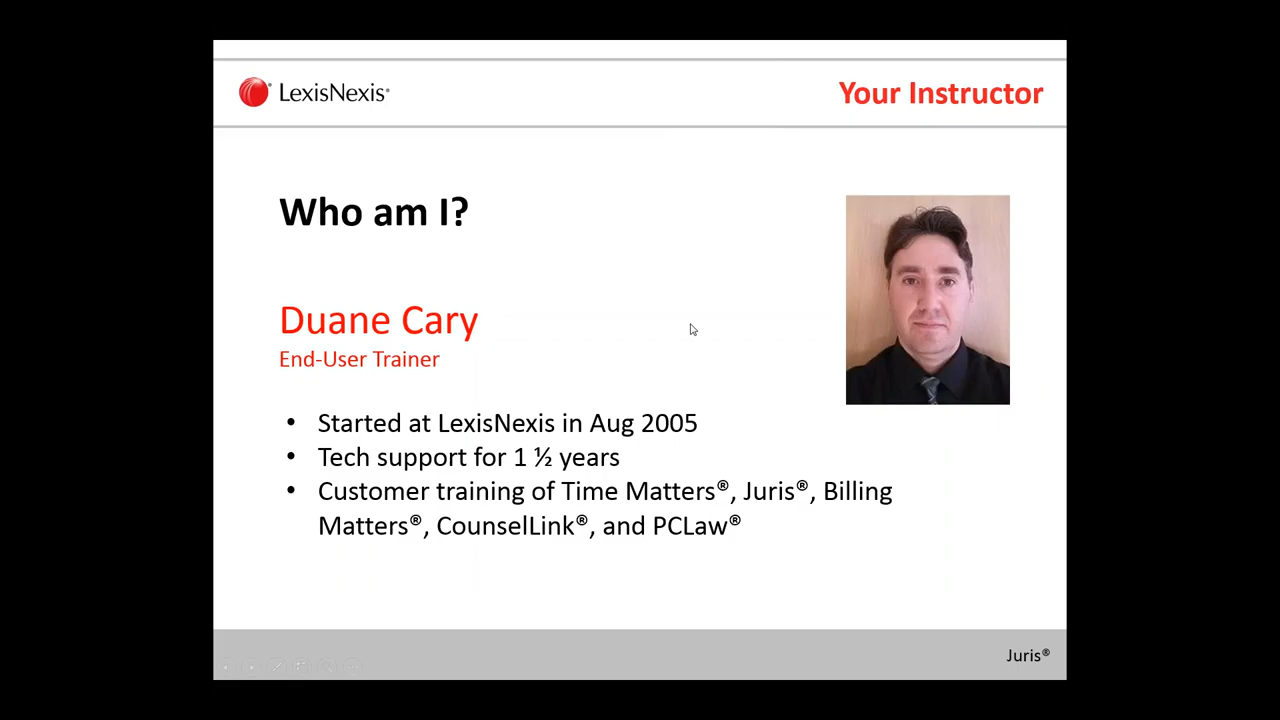 LexisNexis®
Your Instructor
Who am I?
Duane Cary
End-User Trainer
• Started at LexisNexis in Aug 2005
• Tech support for 1 ½ years
• Customer training of Time Matters®, Juris®, Billing
Matters®, CounselLink®, and PCLaw®
Juris®